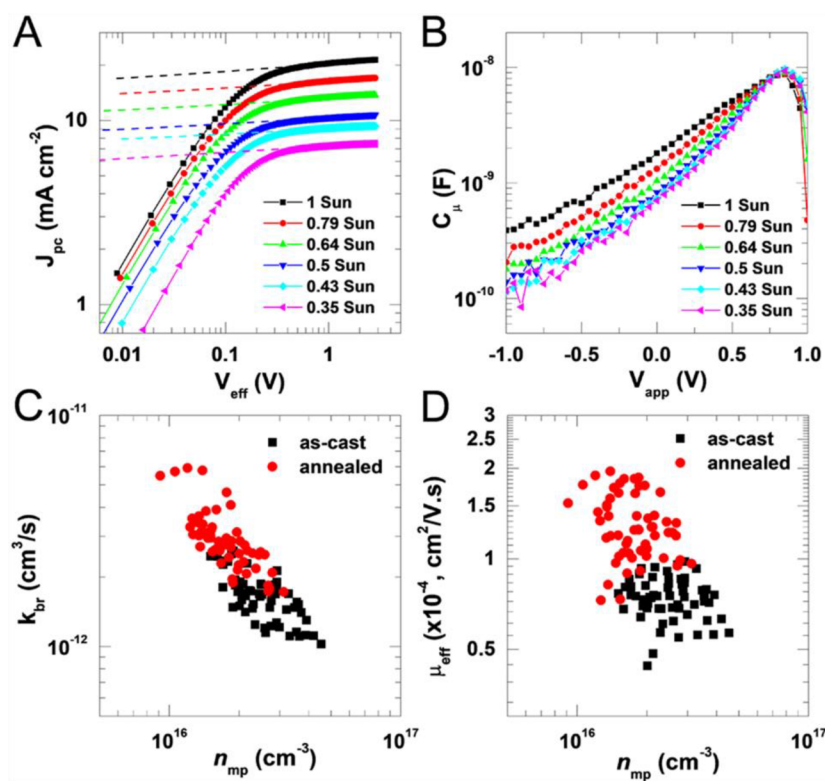 A
J_pc (mA cm^-2)
10
1
1 Sun
0.79 Sun
0.64 Sun
0.5 Sun
0.43 Sun
0.35 Sun
0.01
0.1
1
V_eff (V)
B
C_μ (F)
10^-8
10^-9
10^-10
1 Sun
0.79 Sun
0.64 Sun
0.5 Sun
0.43 Sun
0.35 Sun
-1.0
-0.5
0.0
0.5
1.0
V_app (V)
C
k_br (cm^3/s)
10^-11
10^-12
as-cast
annealed
10^16
10^17
n_mp (cm^-3)
D
μ_eff (x10^-4, cm^2/V.s)
3
2.5
2
1.5
1
0.5
as-cast
annealed
10^16
10^17
n_mp (cm^-3)